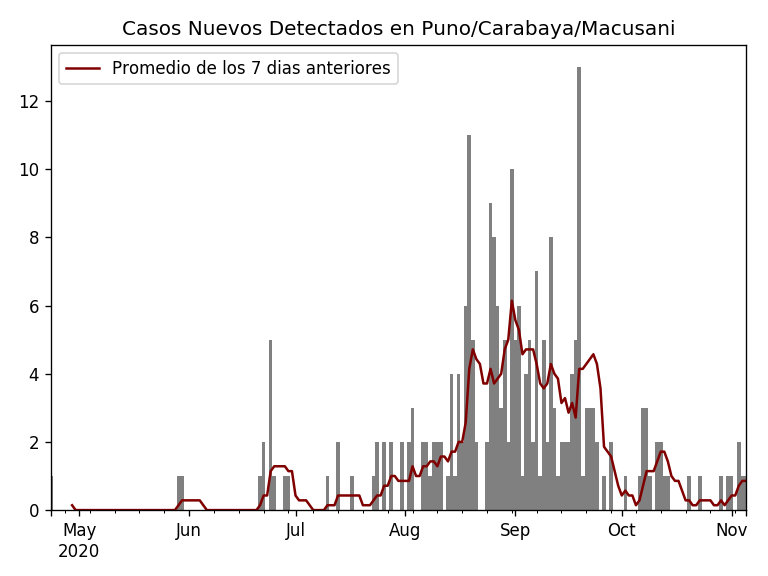 Casos Nuevos Detectados en Puno/Carabaya/Macusani
Promedio de los 7 dias anteriores
12
10
8
6
4
2
0
May Jun Jul Aug Sep Oct Nov
2020